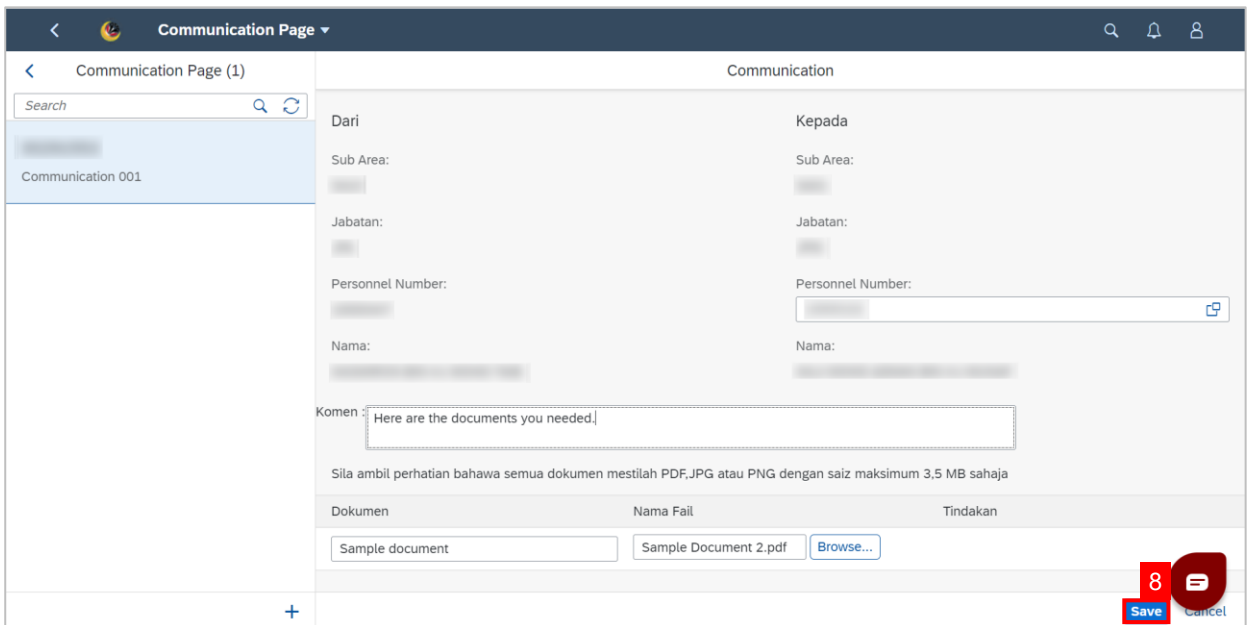 Communication Page
Communication Page (1)
Communication
Search
Communication 001
Dari
Kepada
Sub Area:
Sub Area:
Jabatan:
Jabatan:
Personnel Number:
Personnel Number:
Nama:
Nama:
Komen :
Here are the documents you needed.
Sila ambil perhatian bahawa semua dokumen mestilah PDF,JPG atau PNG dengan saiz maksimum 3,5 MB sahaja
Dokumen Nama Fail Tindakan
Sample document Sample Document 2.pdf Browse...
8
Save Cancel